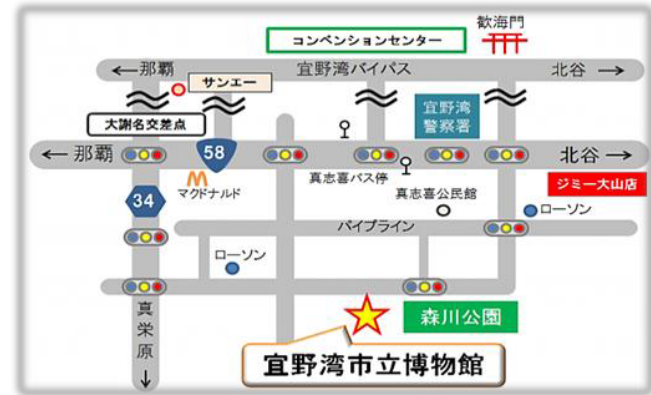 歓海門
コンベンションセンター
←那覇
宜野湾バイパス
北谷→
サンエー
大謝名交差点
宜野湾
警察署
←那覇
58
北谷→
マクドナルド
真志喜バス停
真志喜公民館
ジミー大山店
34
ローソン
パイプライン
ローソン
真栄原
森川公園
宜野湾市立博物館